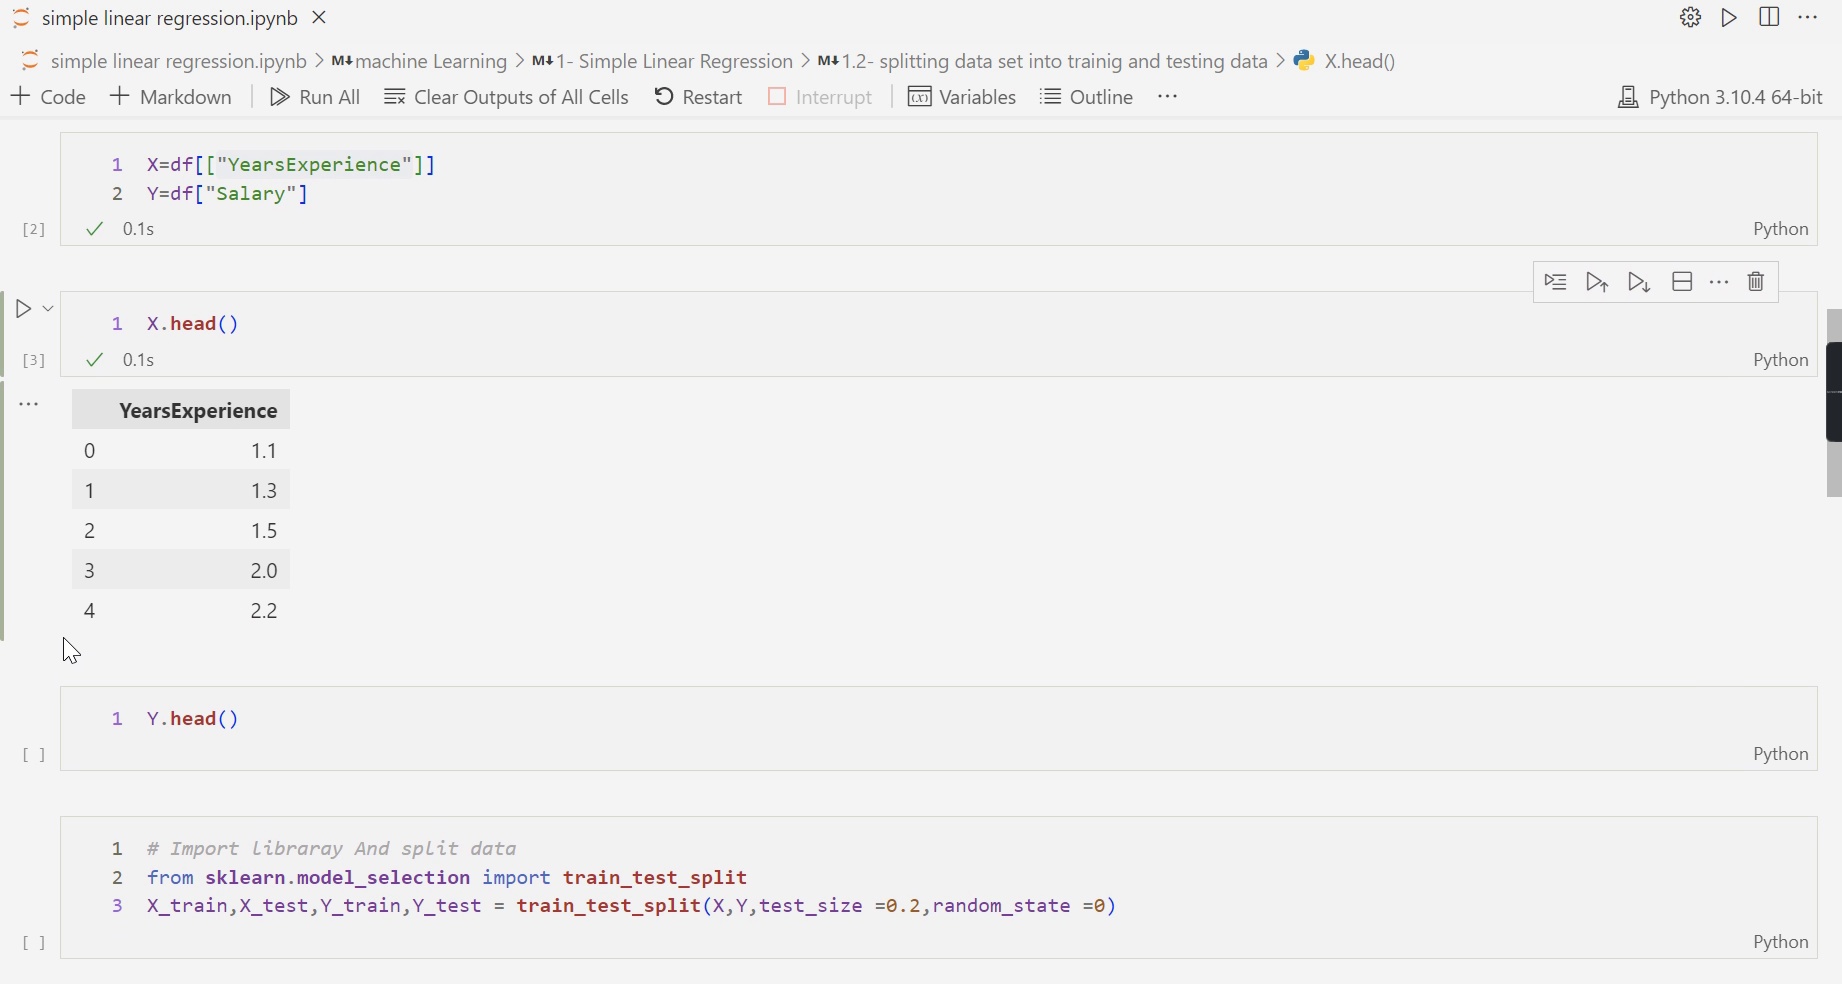 simple linear regression.ipynb
simple linear regression.ipynb > M↓ machine Learning > M↓ 1- Simple Linear Regression > M↓ 1.2- splitting data set into trainig and testing data > X.head()
+ Code + Markdown | Run All Clear Outputs of All Cells Restart Interrupt | (x) Variables Outline ... Python 3.10.4 64-bit
1 X=df[["YearsExperience"]]
2 Y=df["Salary"]
[2] ✓ 0.1s Python
1 X.head()
[3] ✓ 0.1s Python
YearsExperience
0 1.1
1 1.3
2 1.5
3 2.0
4 2.2
1 Y.head()
[ ] Python
1 # Import libraray And split data
2 from sklearn.model_selection import train_test_split
3 X_train,X_test,Y_train,Y_test = train_test_split(X,Y,test_size =0.2,random_state =0)
[ ] Python